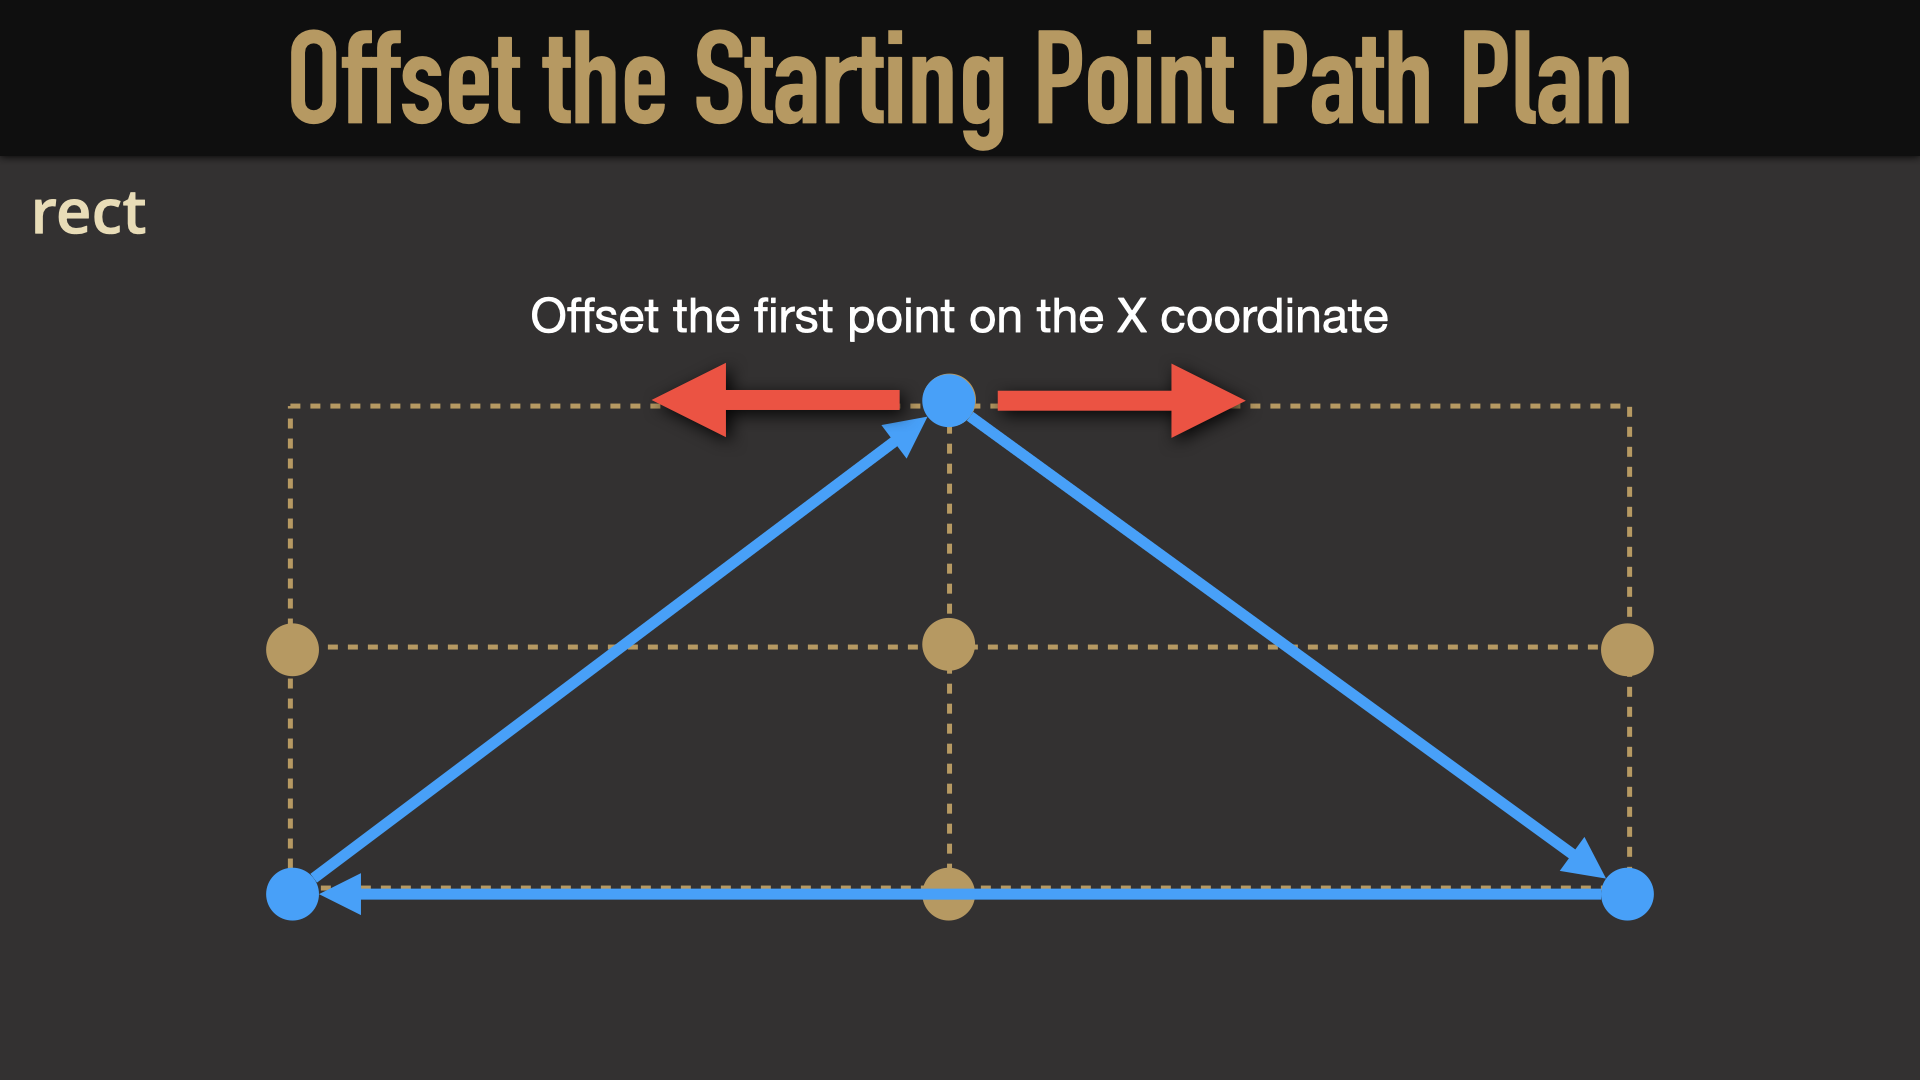 Offset the Starting Point Path Plan
rect
Offset the first point on the X coordinate